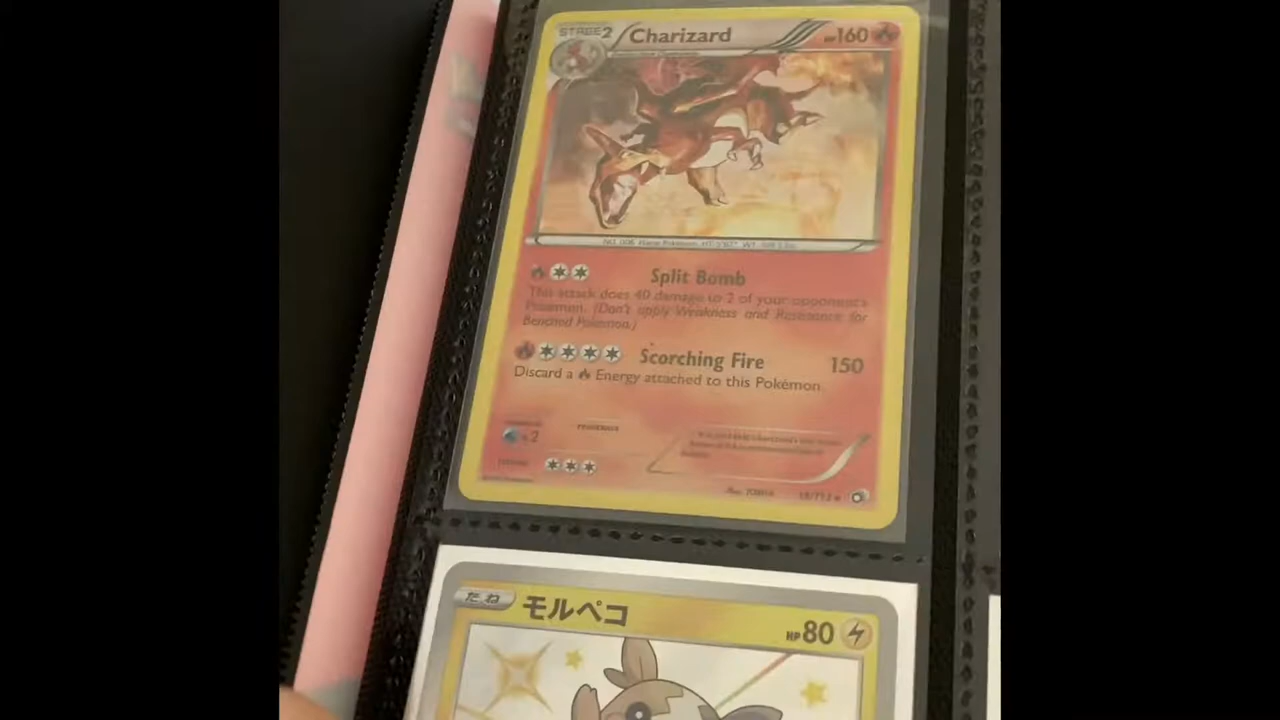 STAGE2 Charizard HP160
Split Bomb
This attack does 40 damage to 2 of your opponent's
Pokémon. (Don't apply Weakness and Resistance for
Benched Pokémon.)
Scorching Fire 150
Discard a Energy attached to this Pokémon.
×2 resistance
たね モルペコ HP80